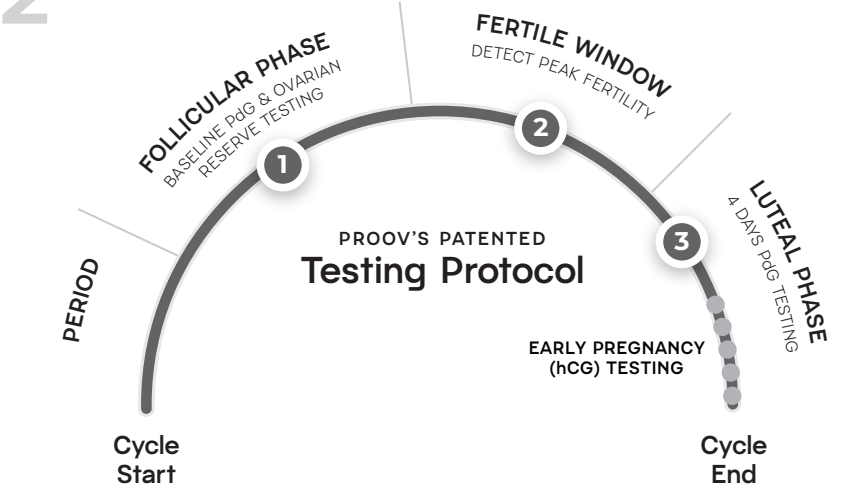 2
PERIOD
FOLLICULAR PHASE
BASELINE PdG & OVARIAN
RESERVE TESTING
1
FERTILE WINDOW
DETECT PEAK FERTILITY
2
LUTEAL PHASE
4 DAYS PdG TESTING
3
PROOV'S PATENTED
Testing Protocol
EARLY PREGNANCY
(hCG) TESTING
Cycle
Start
Cycle
End